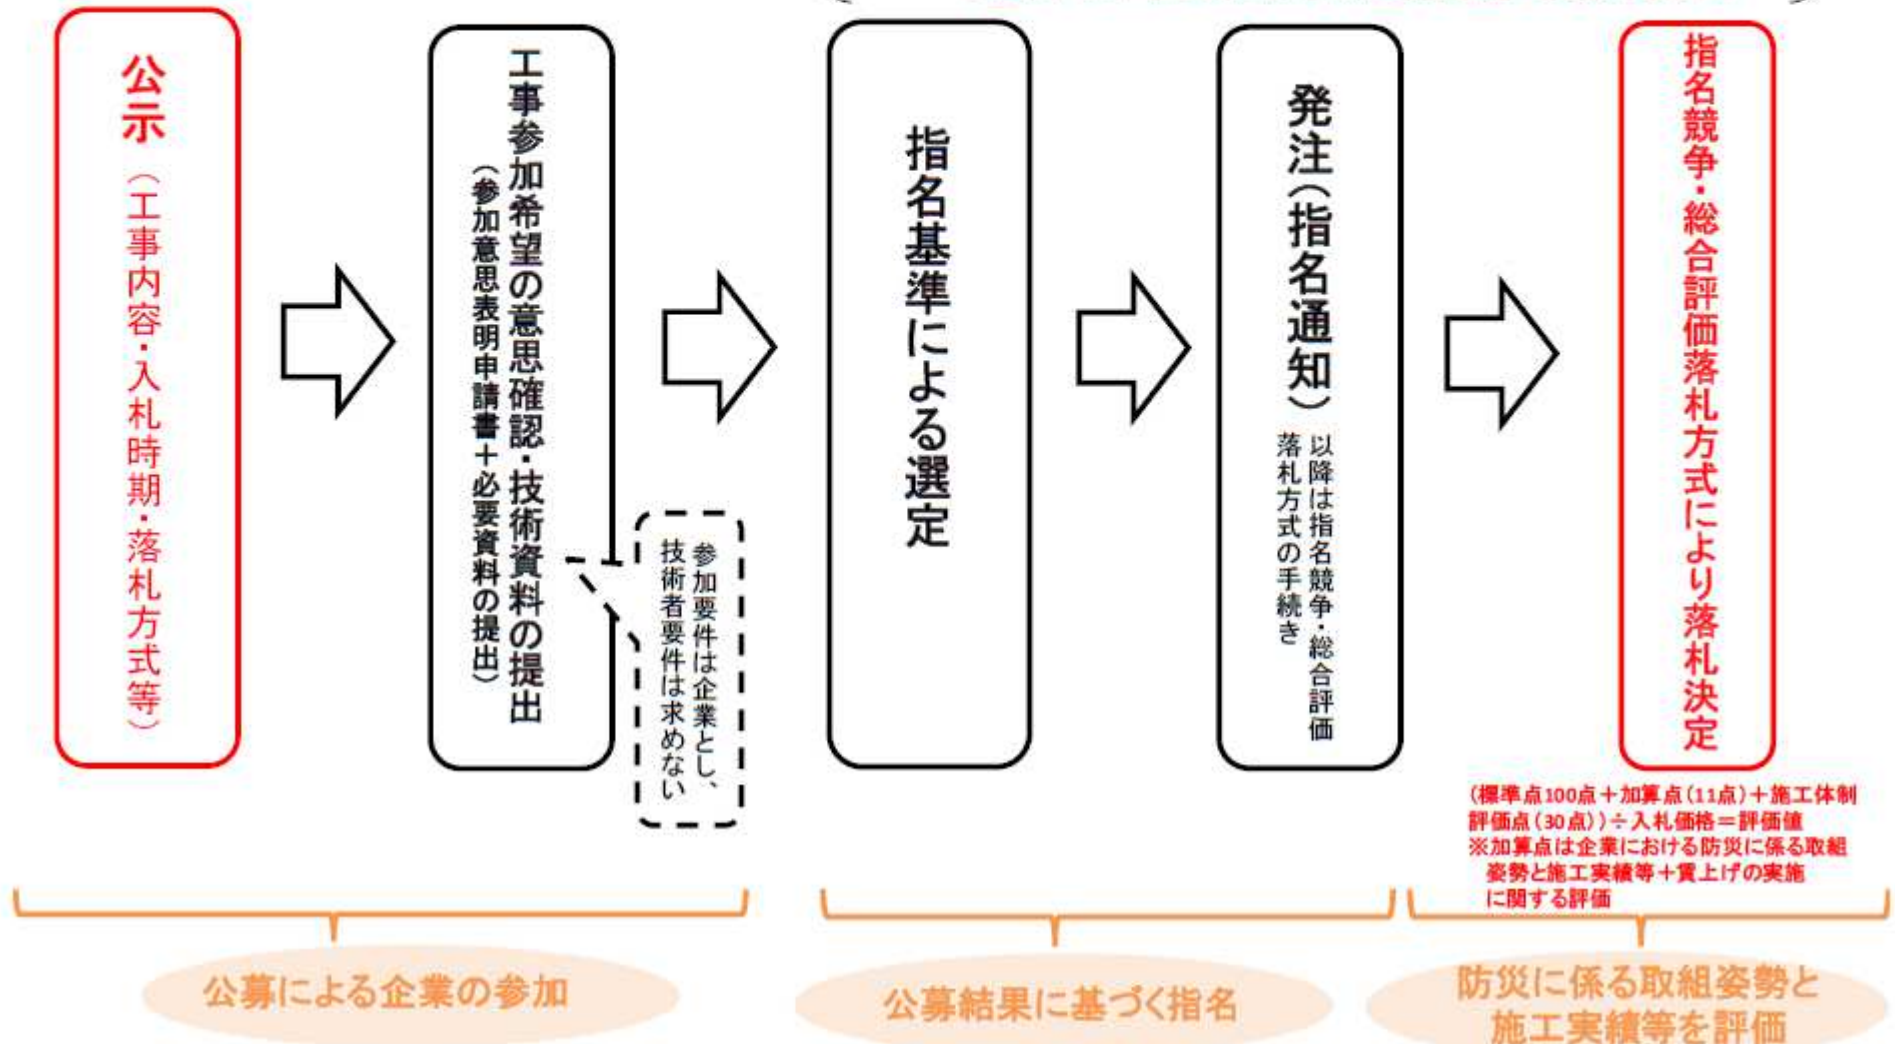 公示（工事内容・入札時期・落札方式等）
工事参加希望の意思確認・技術資料の提出
（参加意思表明申請書＋必要資料の提出）
参加要件は企業とし、
技術者要件は求めない
指名基準による選定
発注（指名通知）
以降は指名競争・総合評価
落札方式の手続き
指名競争・総合評価落札方式により落札決定
（標準点100点＋加算点（11点）＋施工体制
評価点（30点））÷入札価格＝評価値
※加算点は企業における防災に係る取組
姿勢と施工実績等＋賃上げの実施
に関する評価
公募による企業の参加
公募結果に基づく指名
防災に係る取組姿勢と
施工実績等を評価